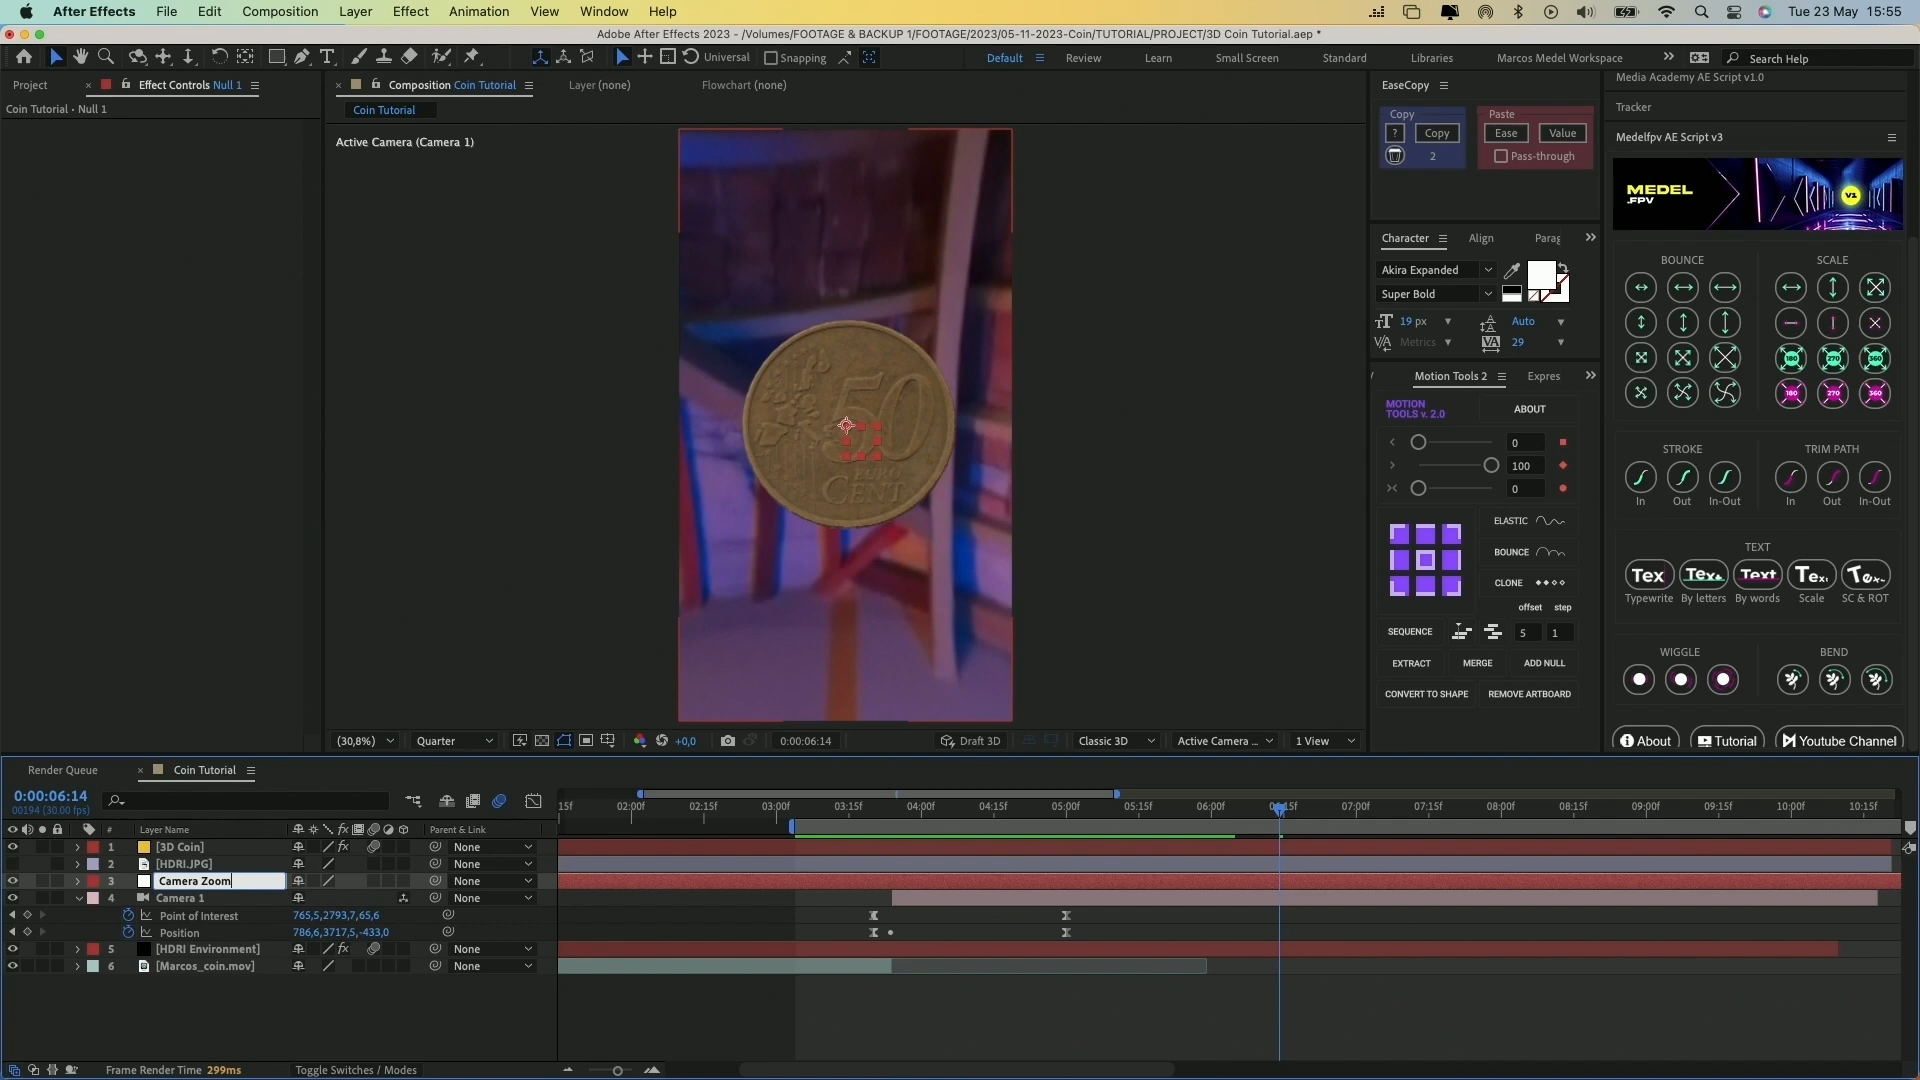 After Effects File Edit Composition Layer Effect Animation View Window Help Tue 23 May 15:55
Adobe After Effects 2023 - /Volumes/FOOTAGE & BACKUP 1/FOOTAGE/2023/05-11-2023-Coin/TUTORIAL/PROJECT/3D Coin Tutorial.aep *
Universal Snapping Default Review Learn Small Screen Standard Libraries Marcos Medel Workspace Search Help
Project Effect Controls Null 1 Composition Coin Tutorial Layer (none) Flowchart (none)
Coin Tutorial • Null 1
Coin Tutorial
Active Camera (Camera 1)
50
EURO
CENT
(30,8%) Quarter +0,0 0:00:06:14 Draft 3D Classic 3D Active Camera ... 1 View
EaseCopy
Copy Paste
? Copy Ease Value
2 Pass-through
Character Align Parag
Akira Expanded
Super Bold
19 px Auto
Metrics 29
Motion Tools 2 Expres
MOTION
TOOLS v. 2.0
ABOUT
0
100
0
ELASTIC
BOUNCE
CLONE
offset step
SEQUENCE 5 1
EXTRACT MERGE ADD NULL
CONVERT TO SHAPE REMOVE ARTBOARD
Media Academy AE Script v1.0
Tracker
Medelfpv AE Script v3
MEDEL
.FPV
V1
BOUNCE SCALE
180 270 360
180 270 360
STROKE TRIM PATH
In Out In-Out In Out In-Out
TEXT
Tex Tex Text Text Tex
Typewrite By letters By words Scale SC & ROT
WIGGLE BEND
About Tutorial Youtube Channel
Render Queue Coin Tutorial
0:00:06:14
00194 (30.00 fps)
15f 02:00f 02:15f 03:00f 03:15f 04:00f 04:15f 05:00f 05:15f 06:00f 07:00f 07:15f 08:00f 08:15f 09:00f 09:15f 10:00f 10:15f
# Layer Name Parent & Link
1 [3D Coin] None
2 [HDRI.JPG] None
3 Camera Zoom None
4 Camera 1 None
Point of Interest 765,5,2793,7,65,6
Position 786,6,3717,5,-433,0
5 [HDRI Environment] None
6 [Marcos_coin.mov] None
Frame Render Time 299ms Toggle Switches / Modes